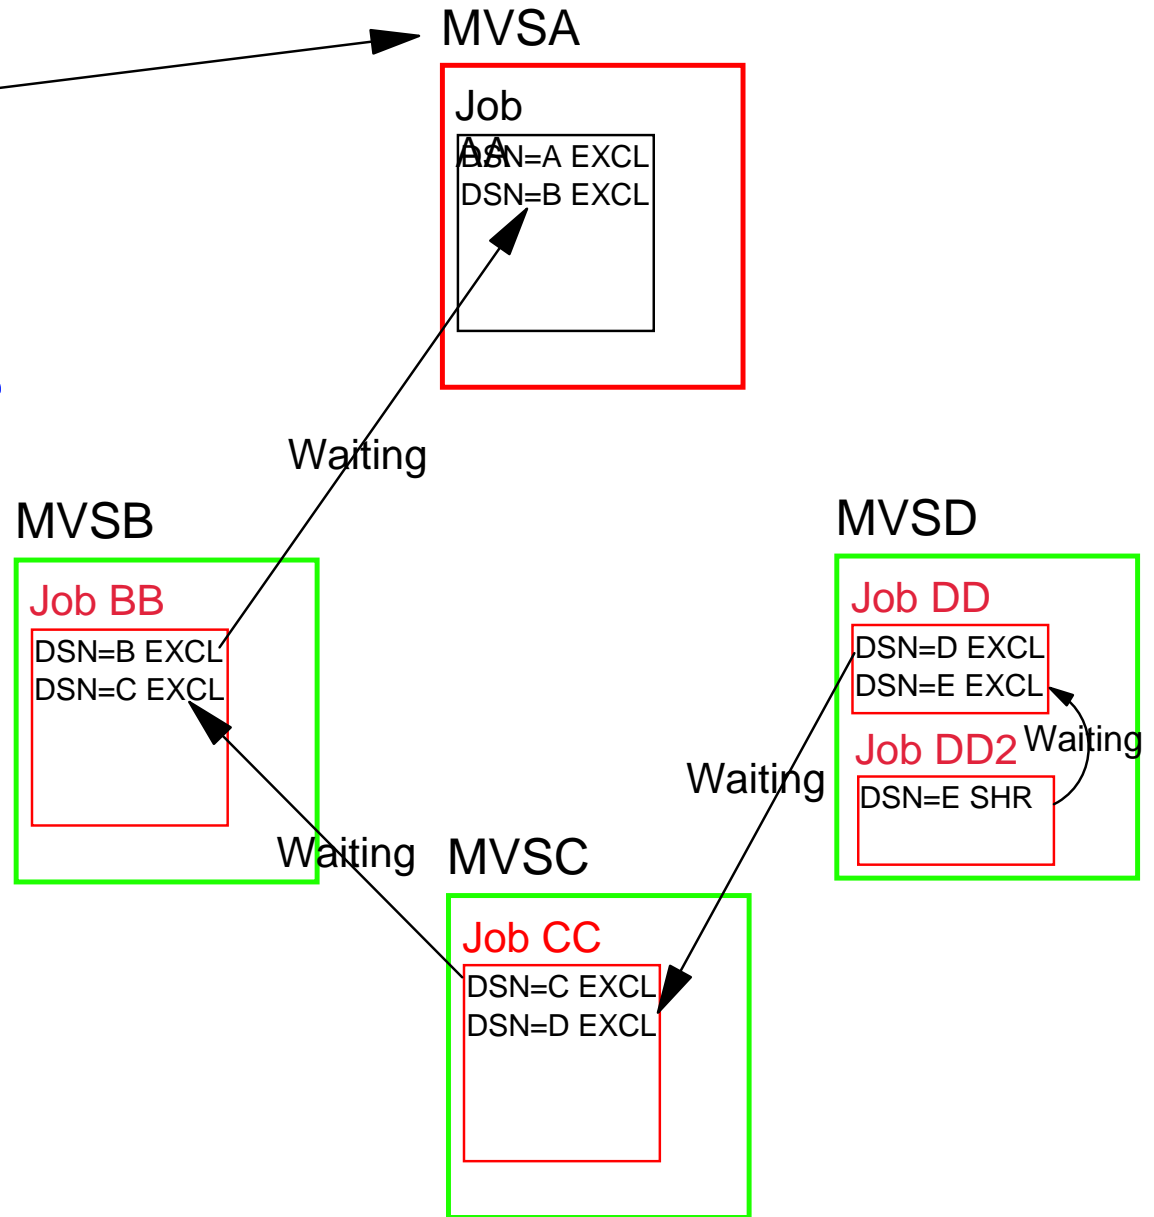 MVSA
Job
AA
DSN=A EXCL
DSN=B EXCL
Waiting
MVSB
Job BB
DSN=B EXCL
DSN=C EXCL
MVSD
Job DD
DSN=D EXCL
DSN=E EXCL
Waiting
Job DD2
DSN=E SHR
Waiting
Waiting
MVSC
Job CC
DSN=C EXCL
DSN=D EXCL